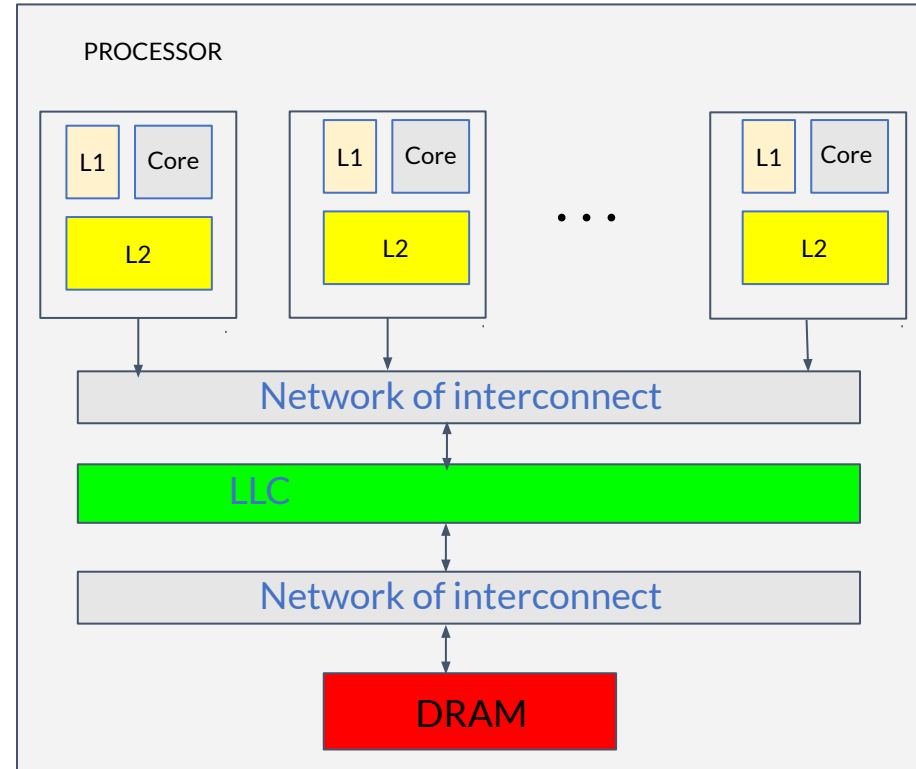 PROCESSOR
L1 Core
L2
L1 Core
L2
...
L1 Core
L2
Network of interconnect
LLC
Network of interconnect
DRAM